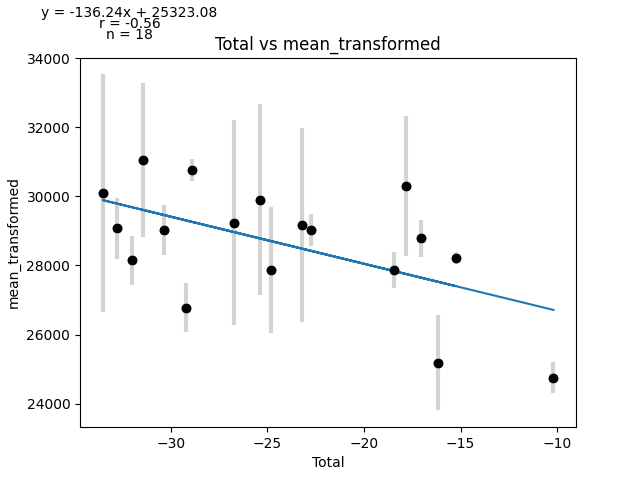 y = -136.24x + 25323.08
r = -0.56
n = 18
Total vs mean_transformed
34000
32000
30000
28000
26000
24000
mean_transformed
−30
−25
−20
−15
−10
Total